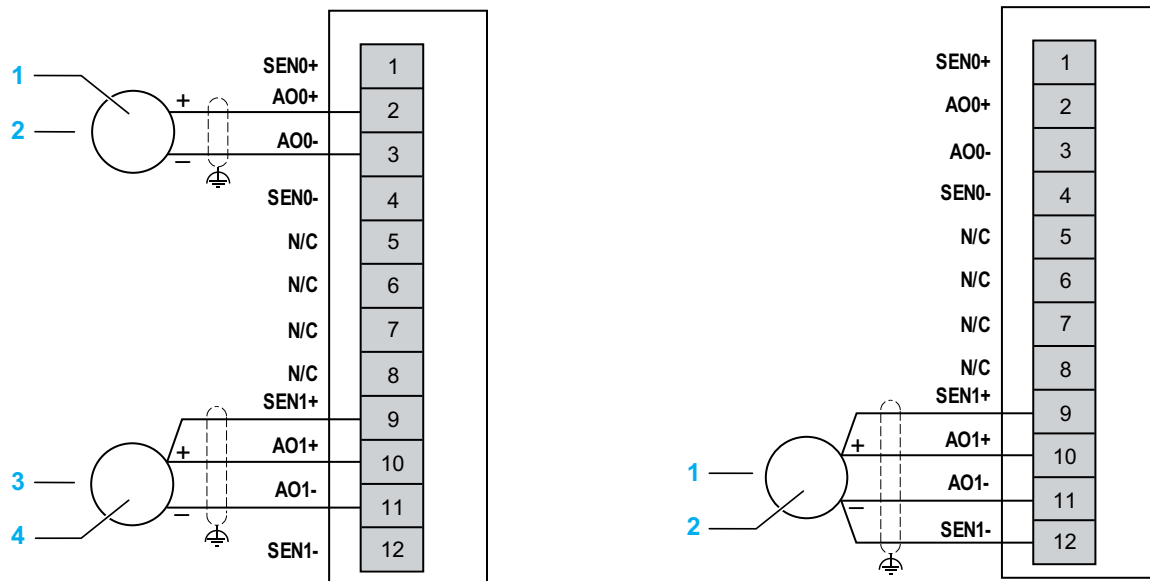 SEN0+ 1
1
AO0+ 2
+
2
AO0- 3
–
SEN0- 4
N/C 5
N/C 6
N/C 7
N/C 8
SEN1+ 9
+
AO1+ 10
3
AO1- 11
–
4
SEN1- 12
SEN0+ 1
AO0+ 2
AO0- 3
SEN0- 4
N/C 5
N/C 6
N/C 7
N/C 8
SEN1+ 9
+
AO1+ 10
1
AO1- 11
–
2
SEN1- 12